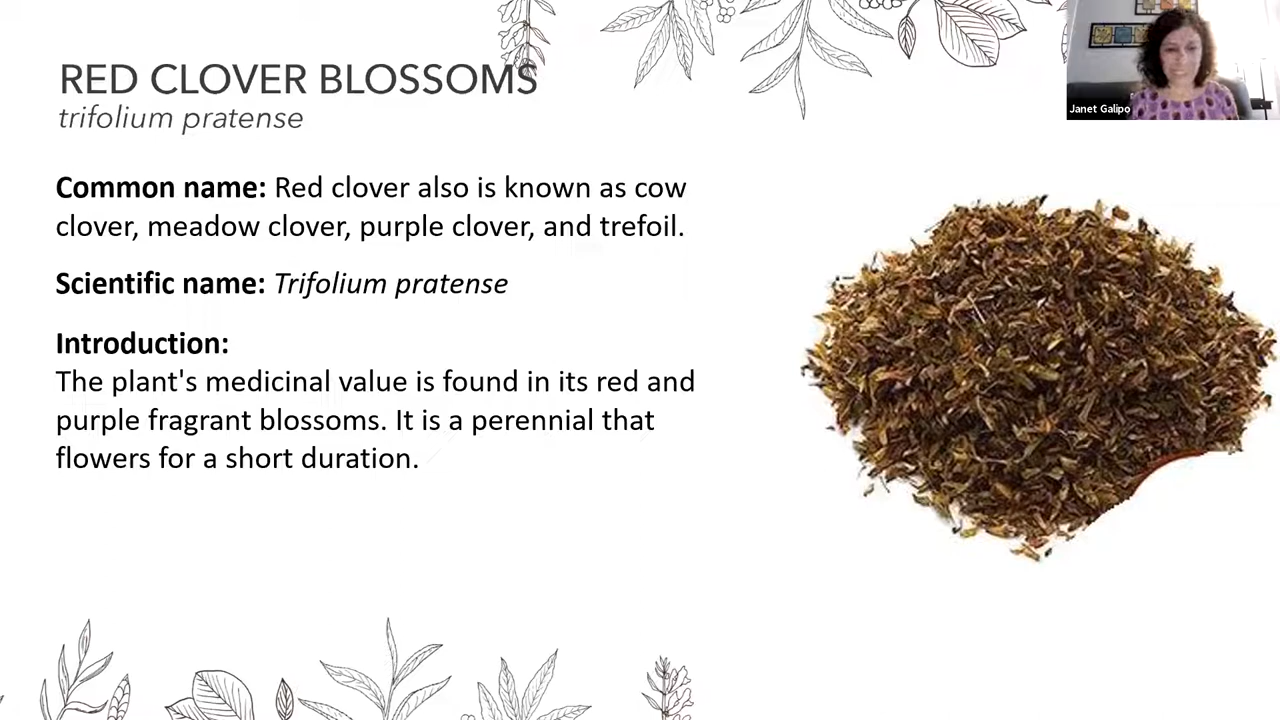 RED CLOVER BLOSSOMS
trifolium pratense
Janet Galipo
Common name: Red clover also is known as cow
clover, meadow clover, purple clover, and trefoil.
Scientific name: Trifolium pratense
Introduction:
The plant's medicinal value is found in its red and
purple fragrant blossoms. It is a perennial that
flowers for a short duration.